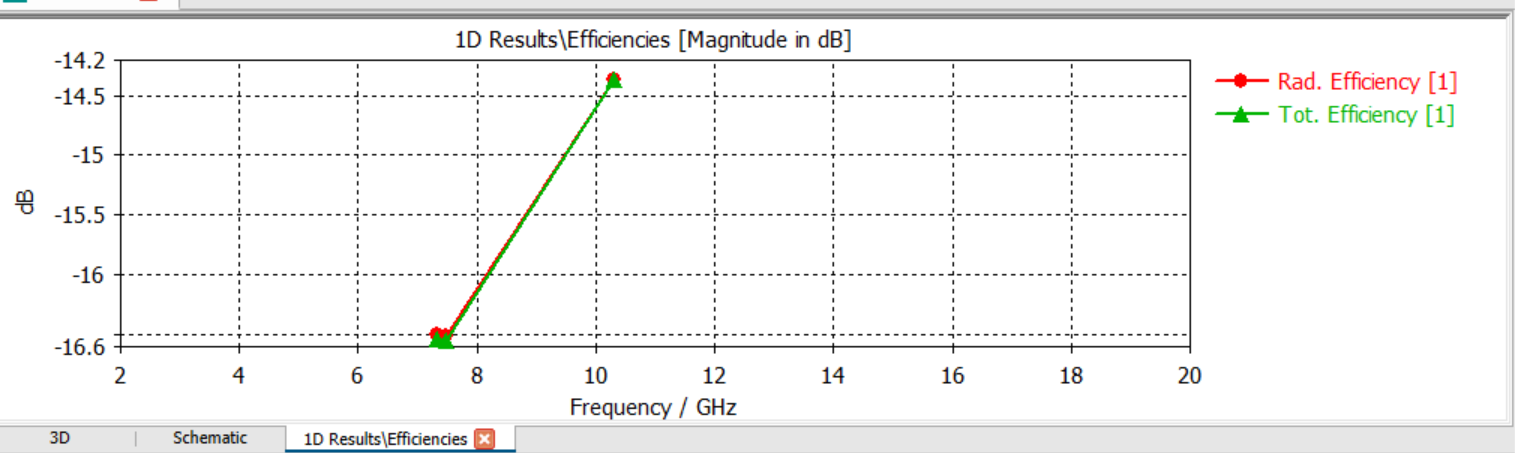 1D Results\Efficiencies [Magnitude in dB]
-14.2
-14.5
-15
-15.5
-16
-16.6
dB
2 4 6 8 10 12 14 16 18 20
Frequency / GHz
Rad. Efficiency [1]
Tot. Efficiency [1]
3D Schematic 1D Results\Efficiencies